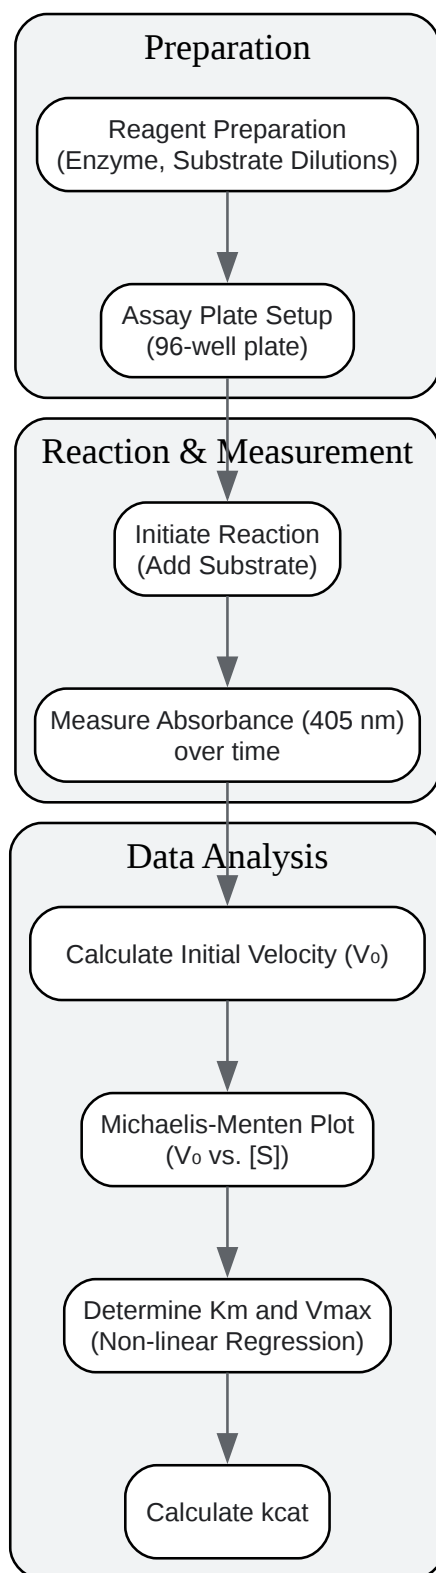 Preparation
Reagent Preparation
(Enzyme, Substrate Dilutions)
Assay Plate Setup
(96-well plate)
Reaction & Measurement
Initiate Reaction
(Add Substrate)
Measure Absorbance (405 nm)
over time
Data Analysis
Calculate Initial Velocity (V₀)
Michaelis-Menten Plot
(V₀ vs. [S])
Determine Km and Vmax
(Non-linear Regression)
Calculate kcat